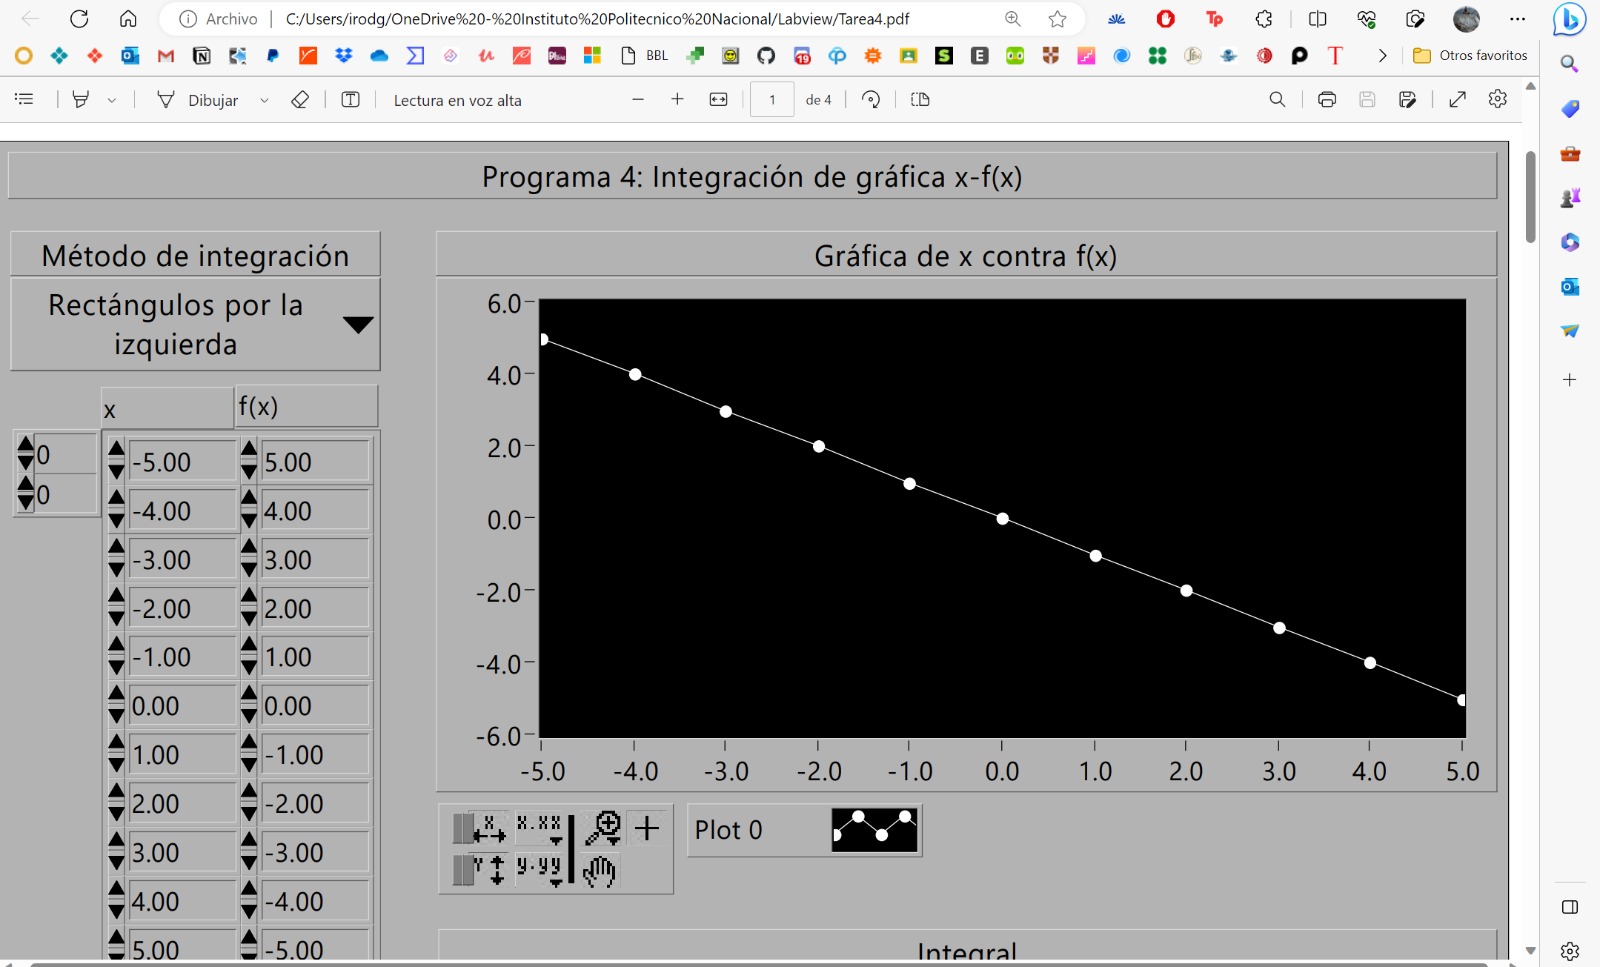 Archivo | C:/Users/irodg/OneDrive%20-%20Instituto%20Politecnico%20Nacional/Labview/Tarea4.pdf
BBL
19
Otros favoritos
Dibujar
Lectura en voz alta
1 de 4
Programa 4: Integración de gráfica x-f(x)
Método de integración
Rectángulos por la
izquierda
x f(x)
0
0
-5.00 5.00
-4.00 4.00
-3.00 3.00
-2.00 2.00
-1.00 1.00
0.00 0.00
1.00 -1.00
2.00 -2.00
3.00 -3.00
4.00 -4.00
5.00 -5.00
Gráfica de x contra f(x)
6.0
4.0
2.0
0.0
-2.0
-4.0
-6.0
-5.0 -4.0 -3.0 -2.0 -1.0 0.0 1.0 2.0 3.0 4.0 5.0
x x.xx
Y y.yy
Plot 0
Integral